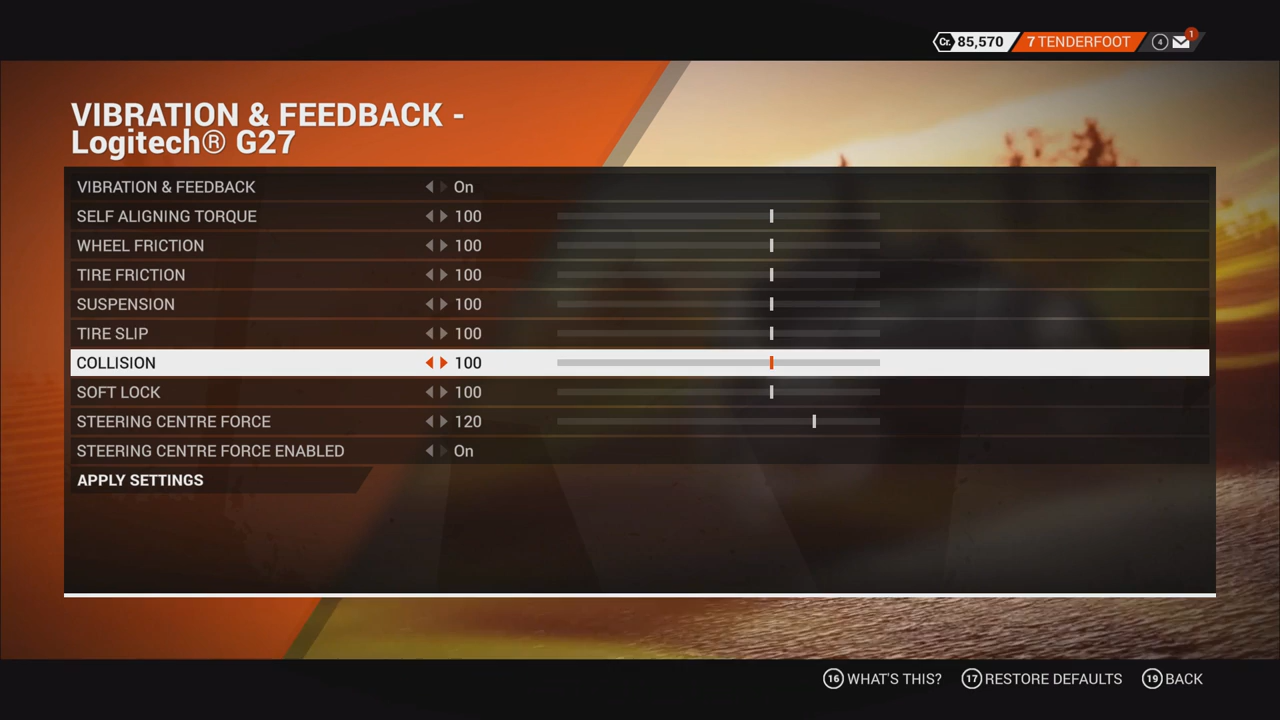 Cr. 85,570 7 TENDERFOOT 4 1
VIBRATION & FEEDBACK -
Logitech® G27
VIBRATION & FEEDBACK On
SELF ALIGNING TORQUE 100
WHEEL FRICTION 100
TIRE FRICTION 100
SUSPENSION 100
TIRE SLIP 100
COLLISION 100
SOFT LOCK 100
STEERING CENTRE FORCE 120
STEERING CENTRE FORCE ENABLED On
APPLY SETTINGS
16 WHAT'S THIS? 17 RESTORE DEFAULTS 19 BACK